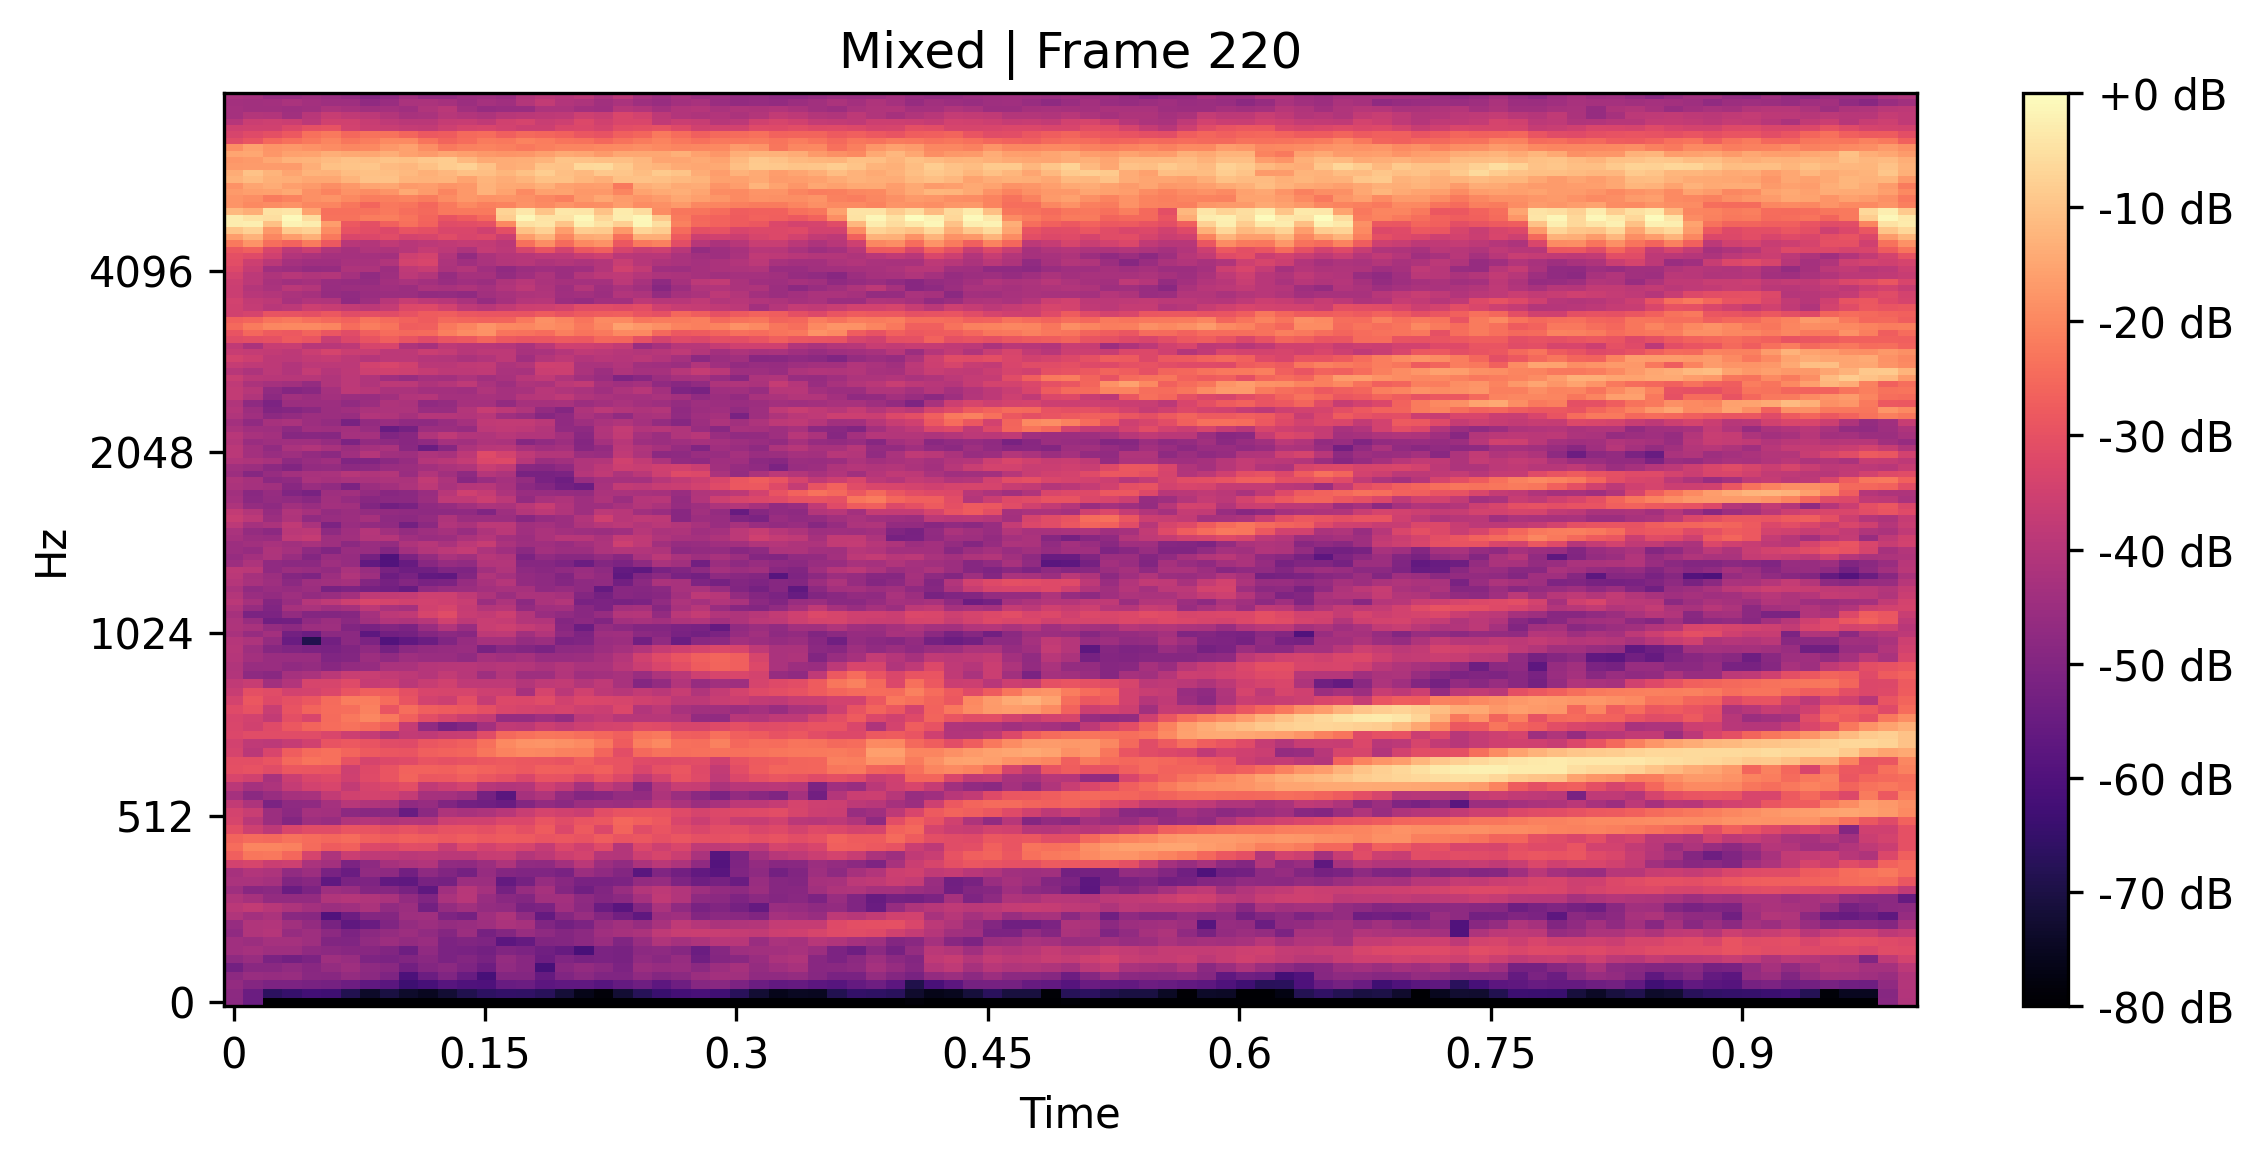 Mixed | Frame 220
+0 dB
-10 dB
-20 dB
-30 dB
-40 dB
-50 dB
-60 dB
-70 dB
-80 dB
4096
2048
1024
512
0
Hz
0 0.15 0.3 0.45 0.6 0.75 0.9
Time